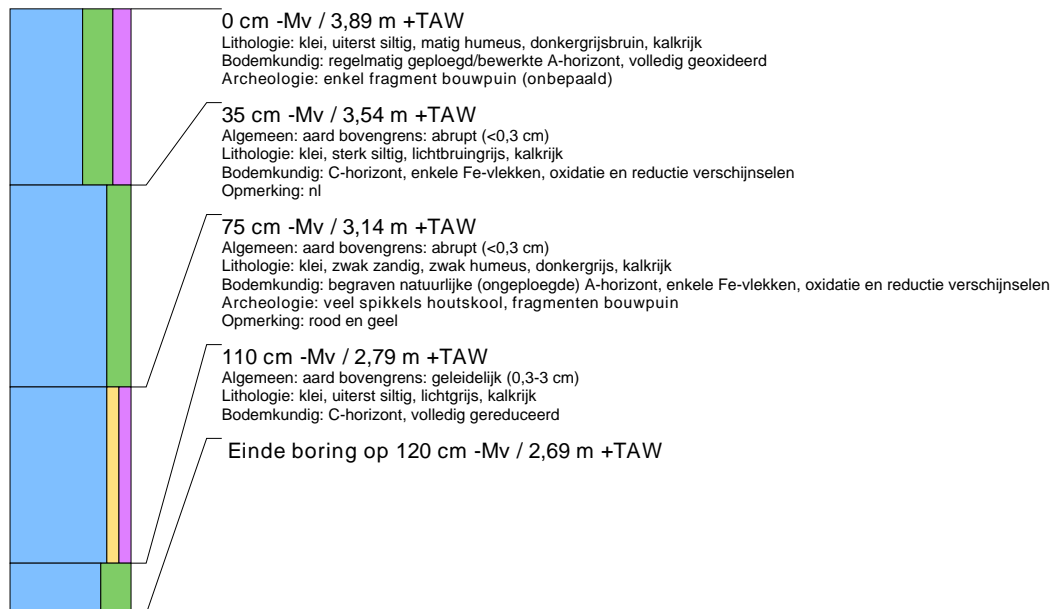 0 cm -Mv / 3,89 m +TAW
Lithologie: klei, uiterst siltig, matig humeus, donkergrijsbruin, kalkrijk
Bodemkundig: regelmatig geploegd/bewerkte A-horizont, volledig geoxideerd
Archeologie: enkel fragment bouwpuin (onbepaald)
35 cm -Mv / 3,54 m +TAW
Algemeen: aard bovengrens: abrupt (<0,3 cm)
Lithologie: klei, sterk siltig, lichtbruingrijs, kalkrijk
Bodemkundig: C-horizont, enkele Fe-vlekken, oxidatie en reductie verschijnselen
Opmerking: nl
75 cm -Mv / 3,14 m +TAW
Algemeen: aard bovengrens: abrupt (<0,3 cm)
Lithologie: klei, zwak zandig, zwak humeus, donkergrijs, kalkrijk
Bodemkundig: begraven natuurlijke (ongeploegde) A-horizont, enkele Fe-vlekken, oxidatie en reductie verschijnselen
Archeologie: veel spikkels houtskool, fragmenten bouwpuin
Opmerking: rood en geel
110 cm -Mv / 2,79 m +TAW
Algemeen: aard bovengrens: geleidelijk (0,3-3 cm)
Lithologie: klei, uiterst siltig, lichtgrijs, kalkrijk
Bodemkundig: C-horizont, volledig gereduceerd
Einde boring op 120 cm -Mv / 2,69 m +TAW